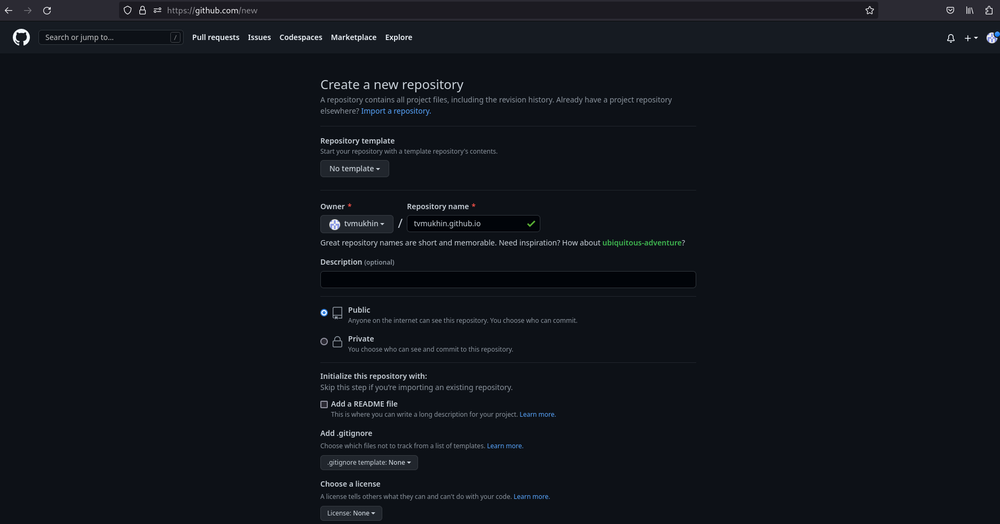 https://github.com/new
Search or jump to... /
Pull requests Issues Codespaces Marketplace Explore
Create a new repository
A repository contains all project files, including the revision history. Already have a project repository
elsewhere? Import a repository.
Repository template
Start your repository with a template repository's contents.
No template
Owner * Repository name *
tvmukhin / tvmukhin.github.io
Great repository names are short and memorable. Need inspiration? How about ubiquitous-adventure?
Description (optional)
Public
Anyone on the internet can see this repository. You choose who can commit.
Private
You choose who can see and commit to this repository.
Initialize this repository with:
Skip this step if you’re importing an existing repository.
Add a README file
This is where you can write a long description for your project. Learn more.
Add .gitignore
Choose which files not to track from a list of templates. Learn more.
.gitignore template: None
Choose a license
A license tells others what they can and can't do with your code. Learn more.
License: None